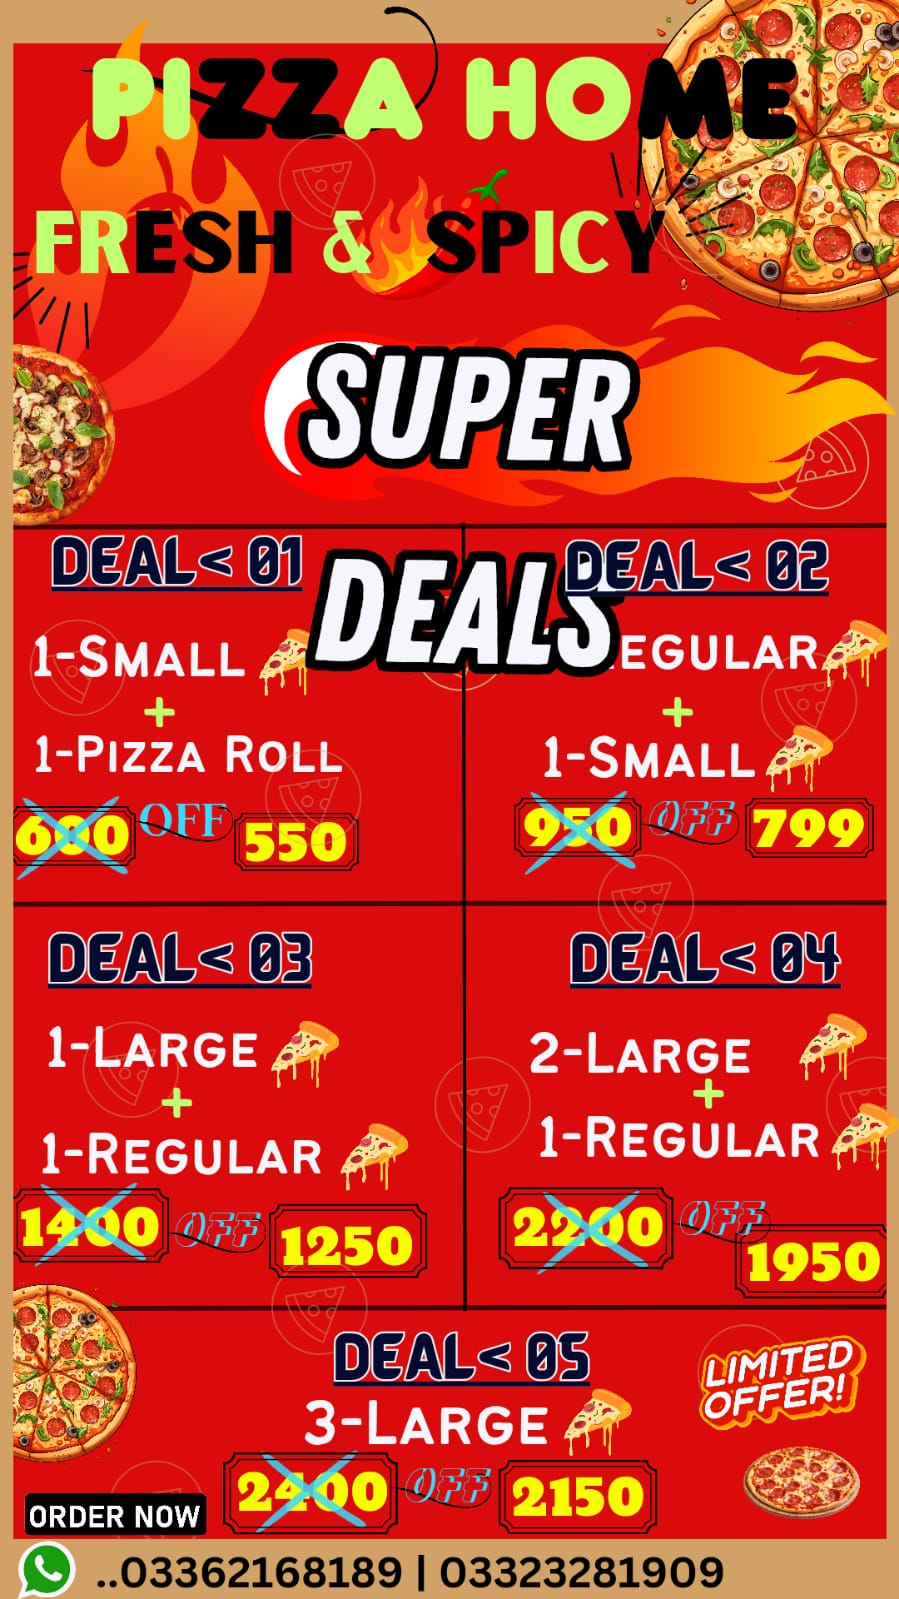 PIZZA HOME
FRESH & SPICY
SUPER
DEALS
DEAL< 01
1-SMALL
+
1-PIZZA ROLL
600 OFF 550
DEAL< 02
EGULAR
+
1-SMALL
950 OFF 799
DEAL< 03
1-LARGE
+
1-REGULAR
1400 OFF 1250
DEAL< 04
2-LARGE
+
1-REGULAR
2200 OFF 1950
DEAL< 05
3-LARGE
2400 OFF 2150
LIMITED
OFFER!
ORDER NOW
..03362168189 | 03323281909